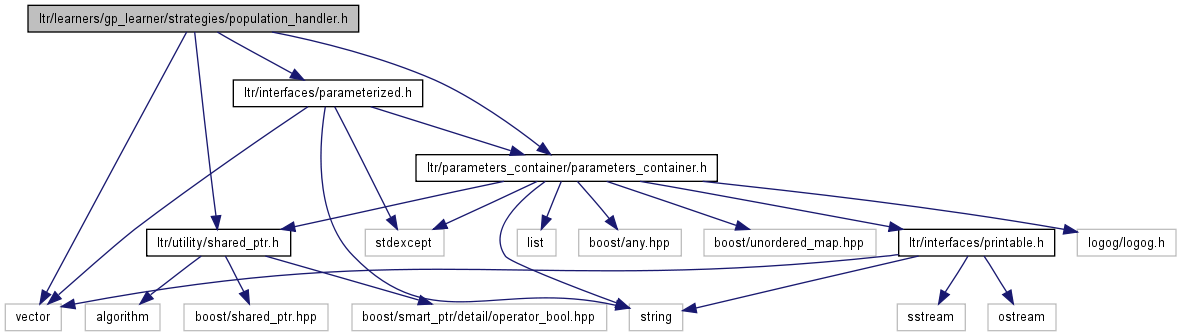 ltr/learners/gp_learner/strategies/population_handler.h
ltr/interfaces/parameterized.h
ltr/parameters_container/parameters_container.h
ltr/utility/shared_ptr.h
stdexcept
list
boost/any.hpp
boost/unordered_map.hpp
ltr/interfaces/printable.h
logog/logog.h
vector
algorithm
boost/shared_ptr.hpp
boost/smart_ptr/detail/operator_bool.hpp
string
sstream
ostream